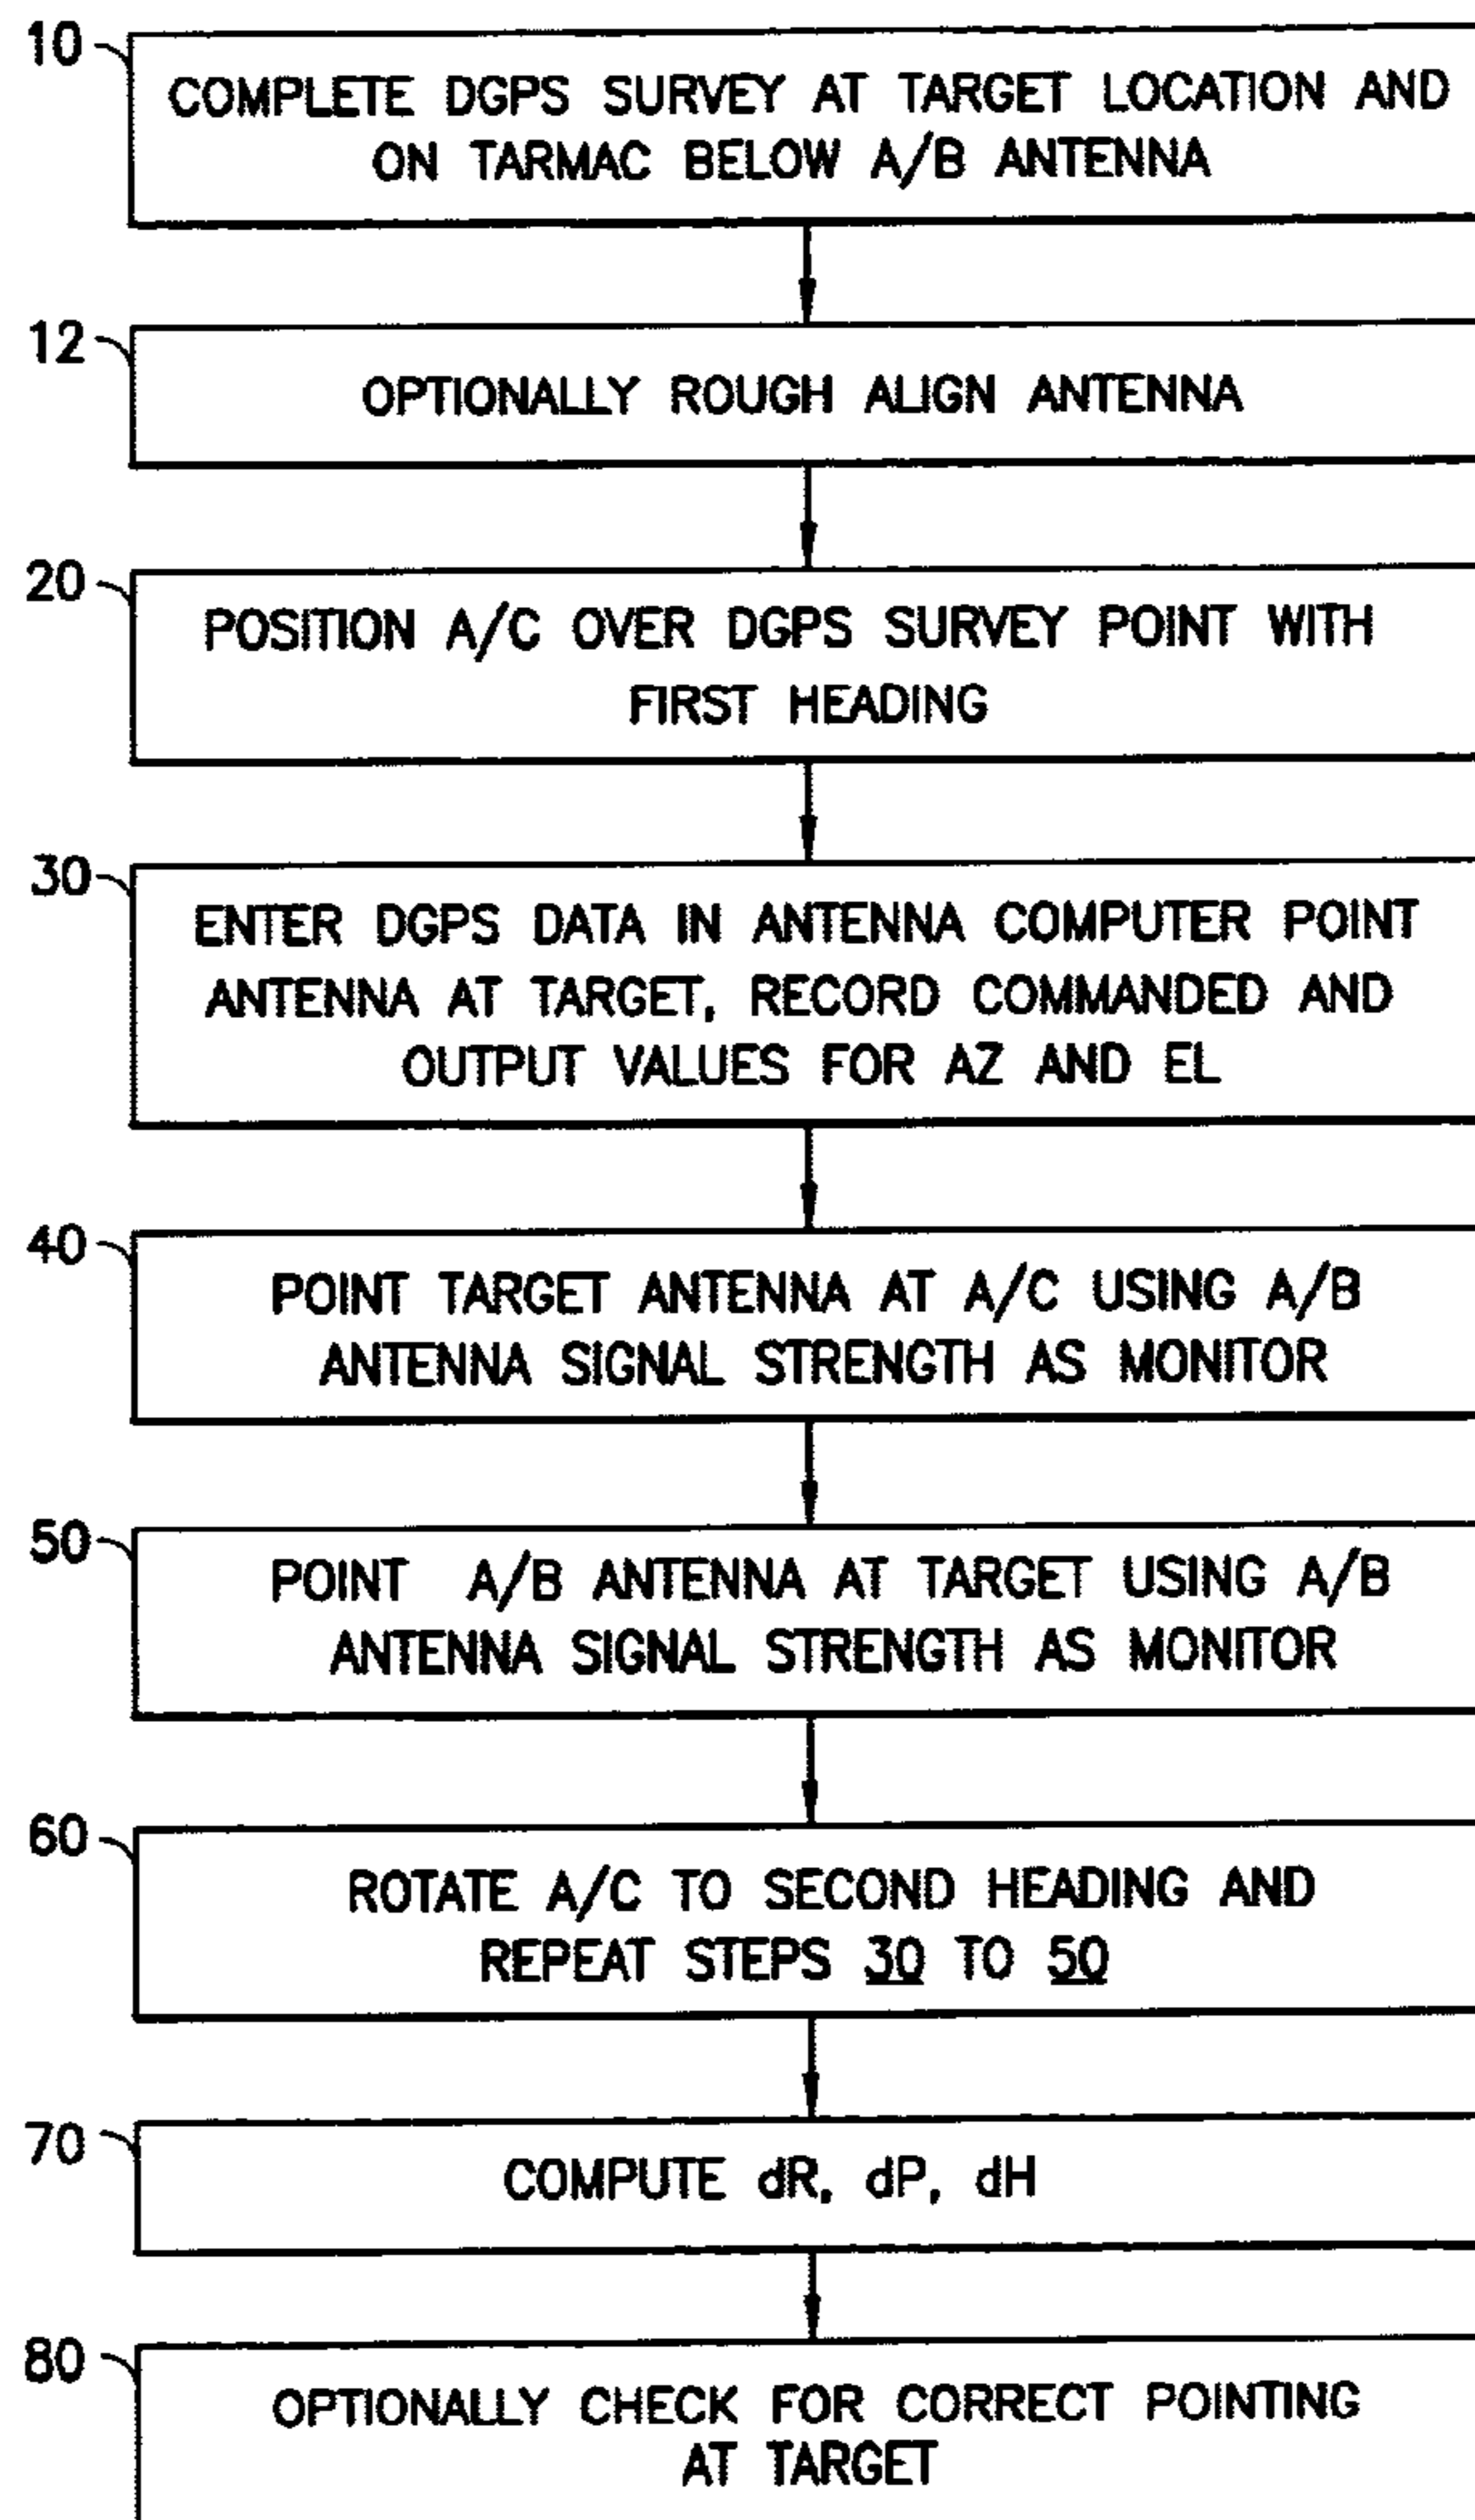 10
COMPLETE DGPS SURVEY AT TARGET LOCATION AND
ON TARMAC BELOW A/B ANTENNA
12
OPTIONALLY ROUGH ALIGN ANTENNA
20
POSITION A/C OVER DGPS SURVEY POINT WITH
FIRST HEADING
30
ENTER DGPS DATA IN ANTENNA COMPUTER POINT
ANTENNA AT TARGET, RECORD COMMANDED AND
OUTPUT VALUES FOR AZ AND EL
40
POINT TARGET ANTENNA AT A/C USING A/B
ANTENNA SIGNAL STRENGTH AS MONITOR
50
POINT A/B ANTENNA AT TARGET USING A/B
ANTENNA SIGNAL STRENGTH AS MONITOR
60
ROTATE A/C TO SECOND HEADING AND
REPEAT STEPS 30 TO 50
70
COMPUTE dR, dP, dH
80
OPTIONALLY CHECK FOR CORRECT POINTING
AT TARGET